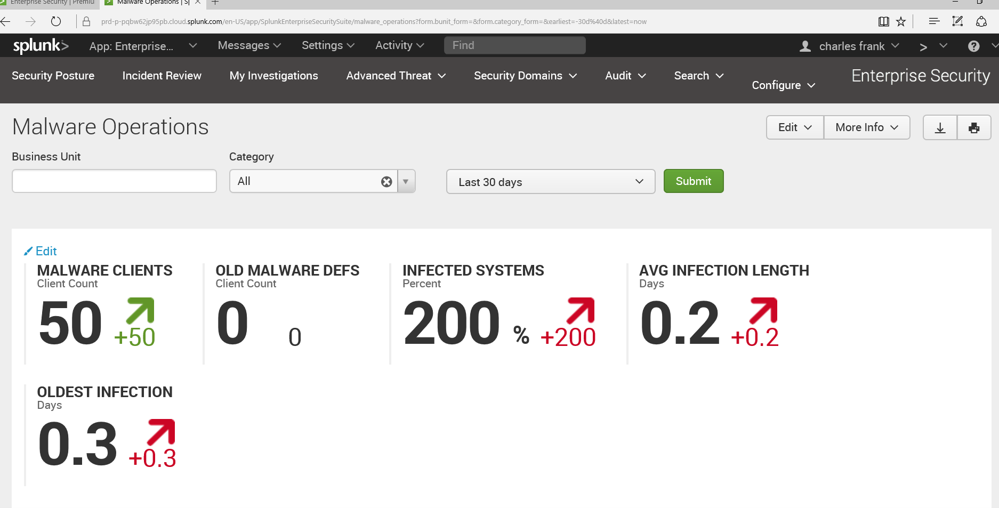 Enterprise Security | Premiu
Malware Operations | S|
prd-p-pqbw62jp95pb.cloud.splunk.com/en-US/app/SplunkEnterpriseSecuritySuite/malware_operations?form.bunit_form=&form.category_form=&earliest=-30d%40d&latest=now
splunk> App: Enterprise... Messages Settings Activity Find charles frank > ?
Security Posture Incident Review My Investigations Advanced Threat Security Domains Audit Search Configure Enterprise Security
Malware Operations Edit More Info
Business Unit Category
All Last 30 days Submit
Edit
MALWARE CLIENTS OLD MALWARE DEFS INFECTED SYSTEMS AVG INFECTION LENGTH
Client Count Client Count Percent Days
50 +50 0 0 200 % +200 0.2 +0.2
OLDEST INFECTION
Days
0.3 +0.3